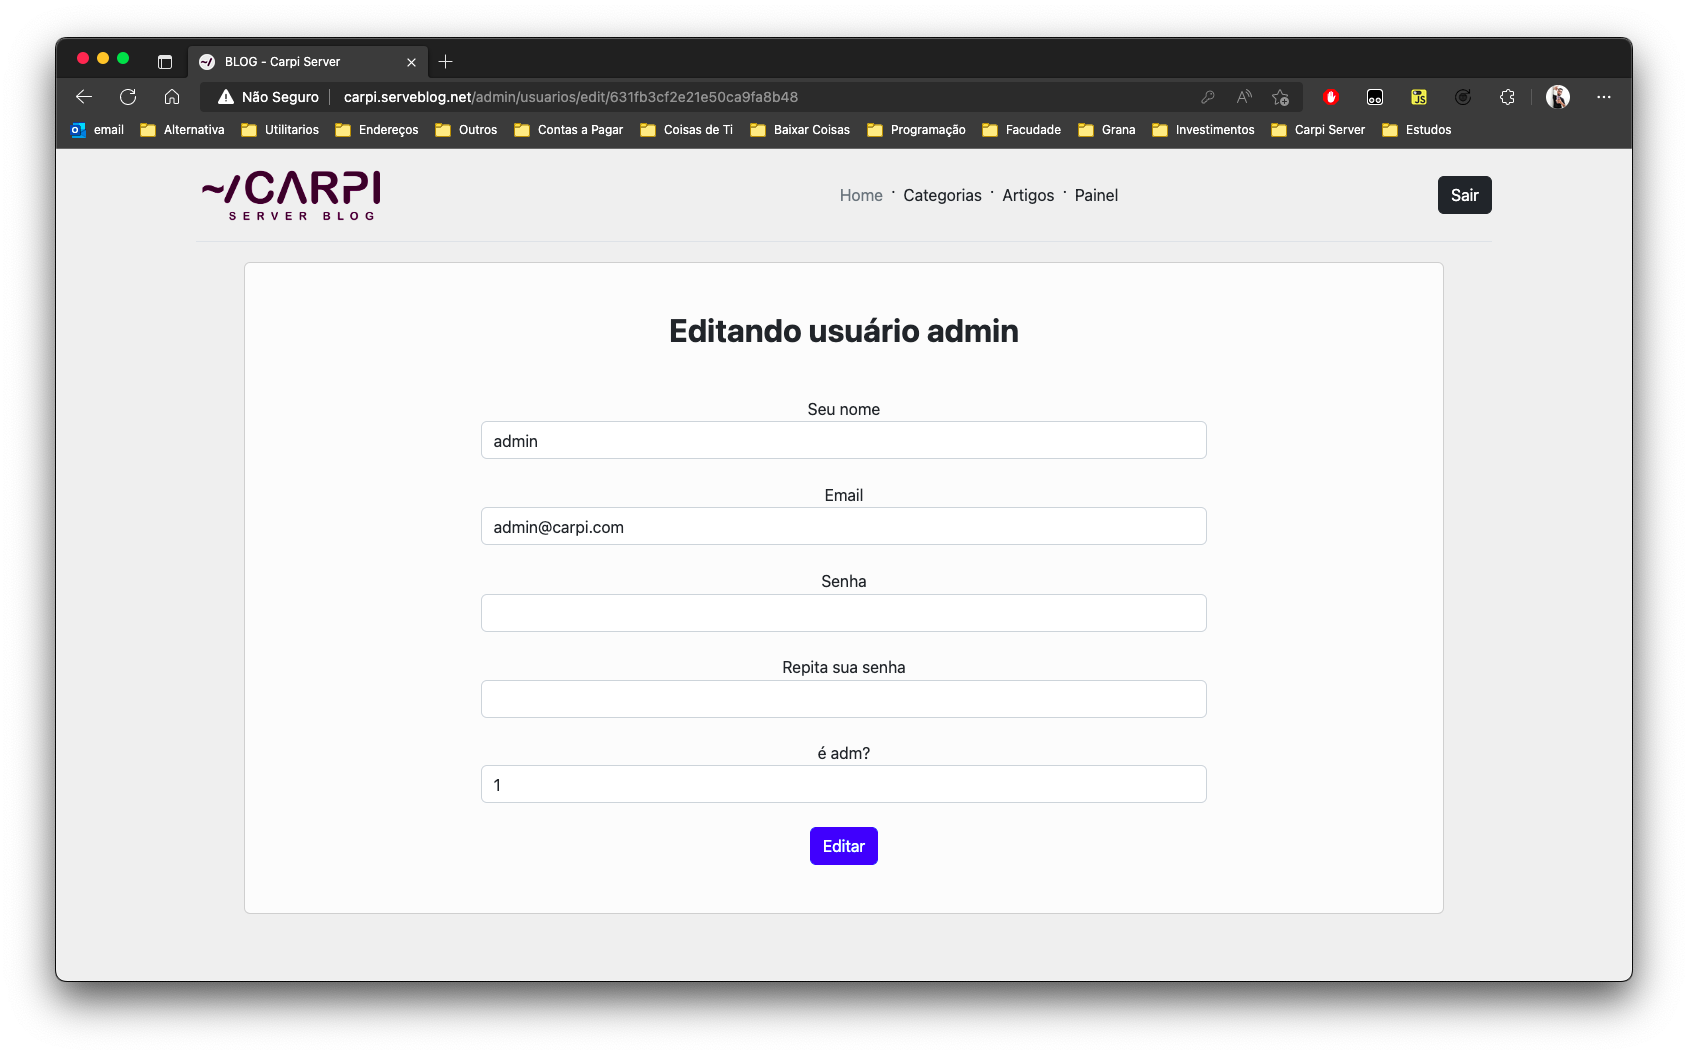 BLOG - Carpi Server
Não Seguro carpi.serveblog.net/admin/usuarios/edit/631fb3cf2e21e50ca9fa8b48
email Alternativa Utilitarios Endereços Outros Contas a Pagar Coisas de Ti Baixar Coisas Programação Facudade Grana Investimentos Carpi Server Estudos
~/CARPI
SERVER BLOG
Home · Categorias · Artigos · Painel
Sair
Editando usuário admin
Seu nome
admin
Email
admin@carpi.com
Senha
Repita sua senha
é adm?
1
Editar